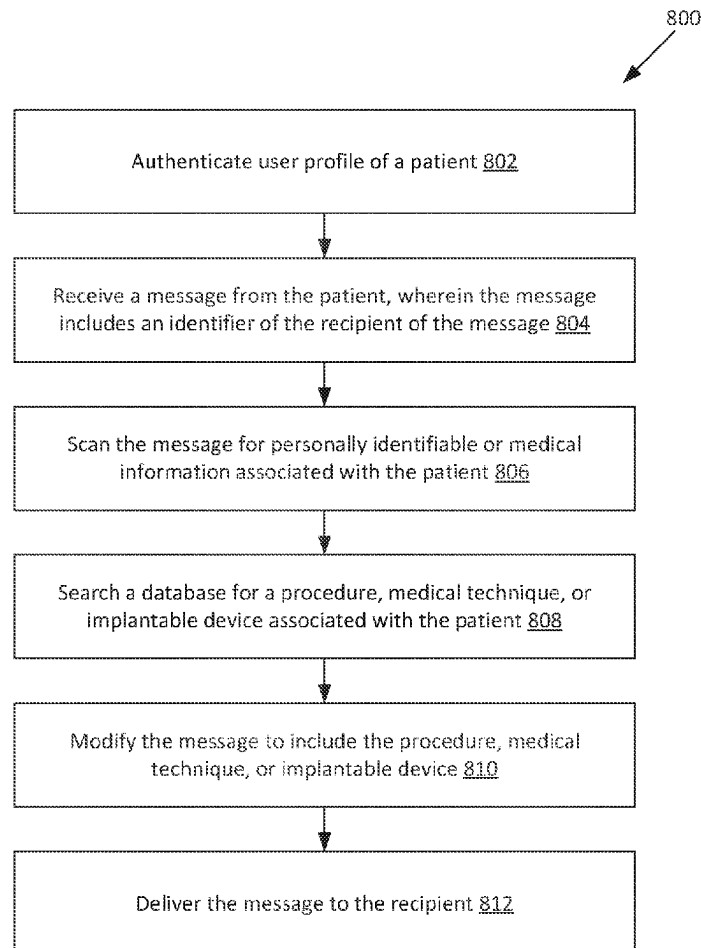 800
Authenticate user profile of a patient 802
Receive a message from the patient, wherein the message
includes an identifier of the recipient of the message 804
Scan the message for personally identifiable or medical
information associated with the patient 806
Search a database for a procedure, medical technique, or
implantable device associated with the patient 808
Modify the message to include the procedure, medical
technique, or implantable device 810
Deliver the message to the recipient 812